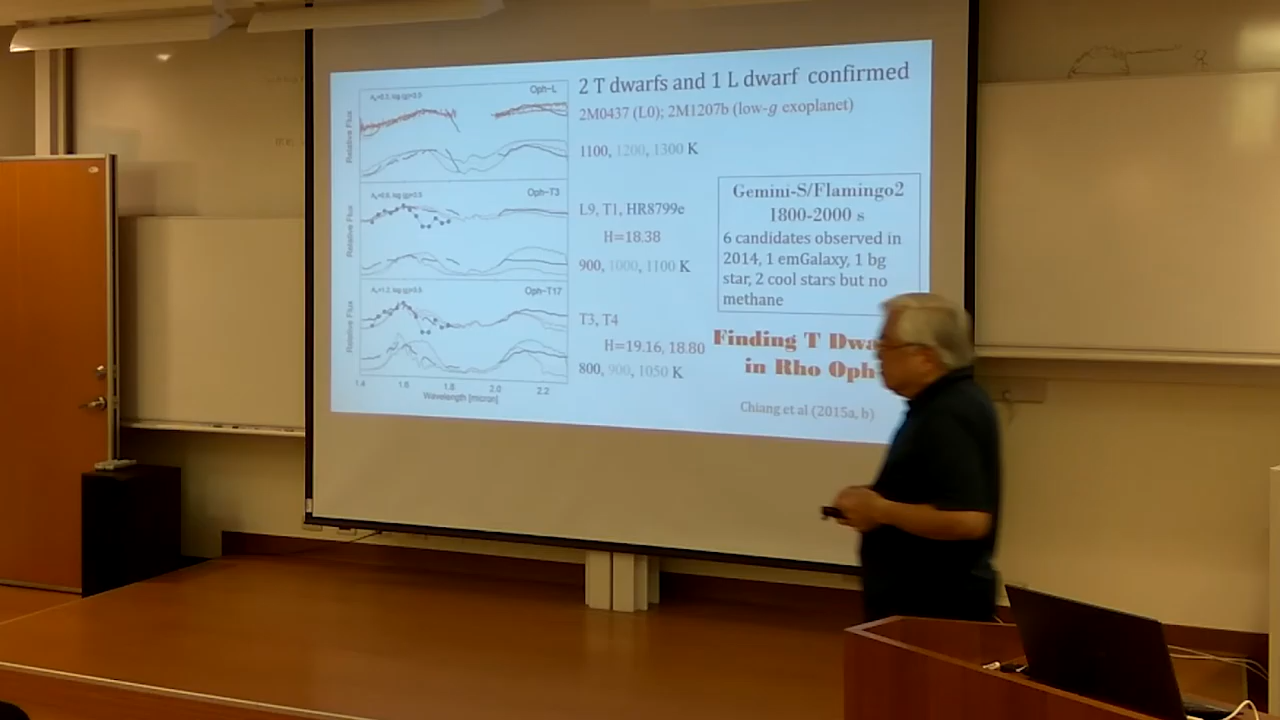 2 T dwarfs and 1 L dwarf confirmed
2M0437 (L0); 2M1207b (low-g exoplanet)
1100, 1200, 1300 K
L9, T1, HR8799e
H=18.38
900, 1000, 1100 K
T3, T4
H=19.16, 18.80
800, 900, 1050 K
Gemini-S/Flamingo2
1800-2000 s
6 candidates observed in
2014, 1 emGalaxy, 1 bg
star, 2 cool stars but no
methane
Finding T Dwa
in Rho Oph
Chiang et al (2015a, b)
Oph-L
Relative Flux
Oph-T3
Relative Flux
Oph-T17
Relative Flux
1.4 1.6 1.8 2.0 2.2
Wavelength [micron]